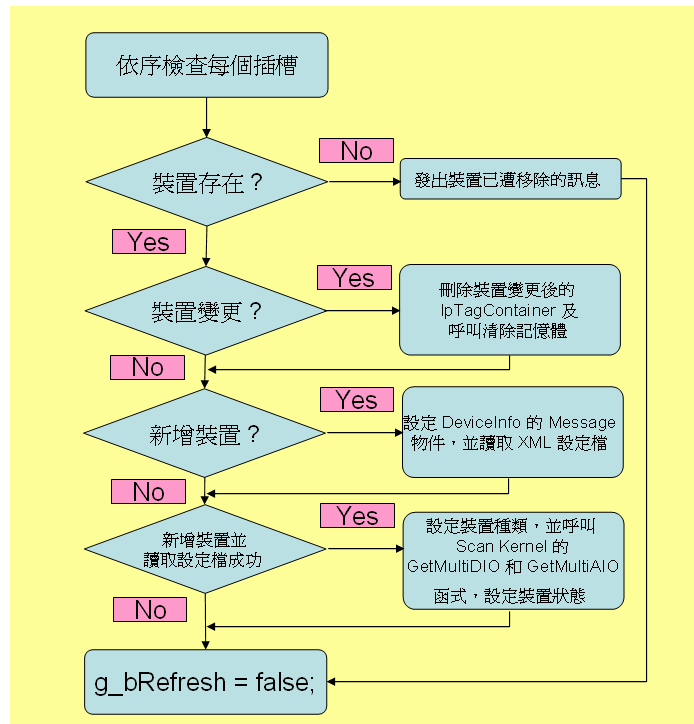 依序檢查每個插槽
No
裝置存在？
發出裝置已遭移除的訊息
Yes
Yes
裝置變更？
刪除裝置變更後的
lpTagContainer 及
呼叫清除記憶體
No
Yes
新增裝置？
設定 DeviceInfo 的 Message
物件，並讀取 XML 設定檔
No
Yes
新增裝置並
讀取設定檔成功
設定裝置種類，並呼叫
Scan Kernel 的
GetMultiDIO 和 GetMultiAIO
函式，設定裝置狀態
No
g_bRefresh = false;